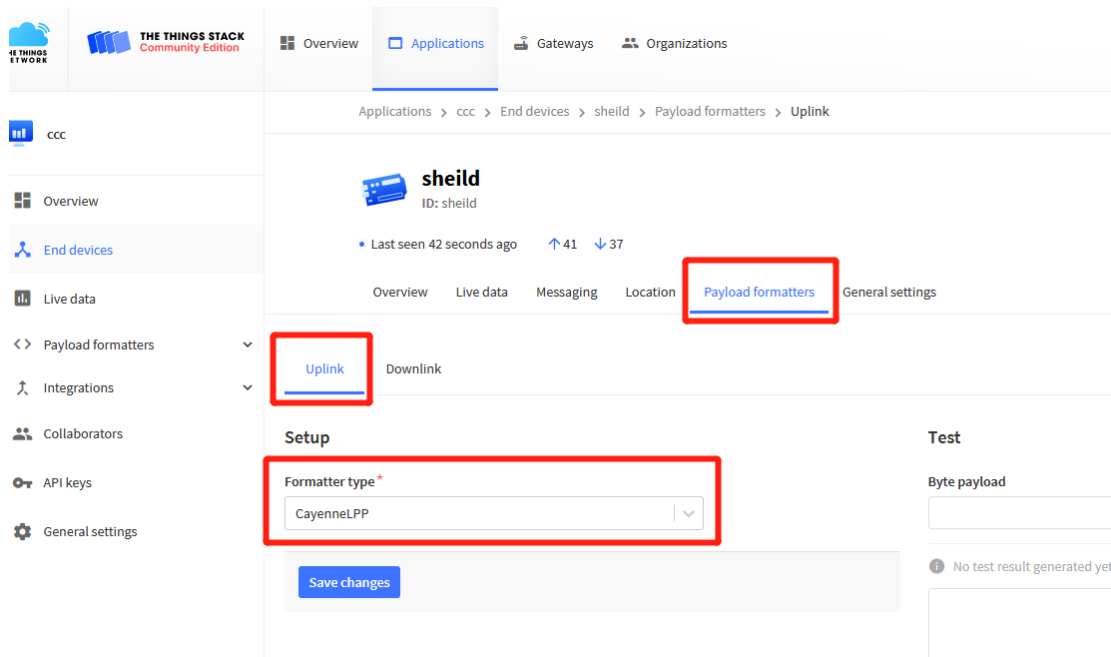 THE THINGS STACK
Community Edition
THE THINGS
NETWORK
Overview
Applications
Gateways
Organizations
ccc
Overview
End devices
Live data
Payload formatters
Integrations
Collaborators
API keys
General settings
Applications > ccc > End devices > sheild > Payload formatters > Uplink
sheild
ID: sheild
Last seen 42 seconds ago ↑ 41 ↓ 37
Overview Live data Messaging Location Payload formatters General settings
Uplink Downlink
Setup
Formatter type *
CayenneLPP
Save changes
Test
Byte payload
No test result generated yet